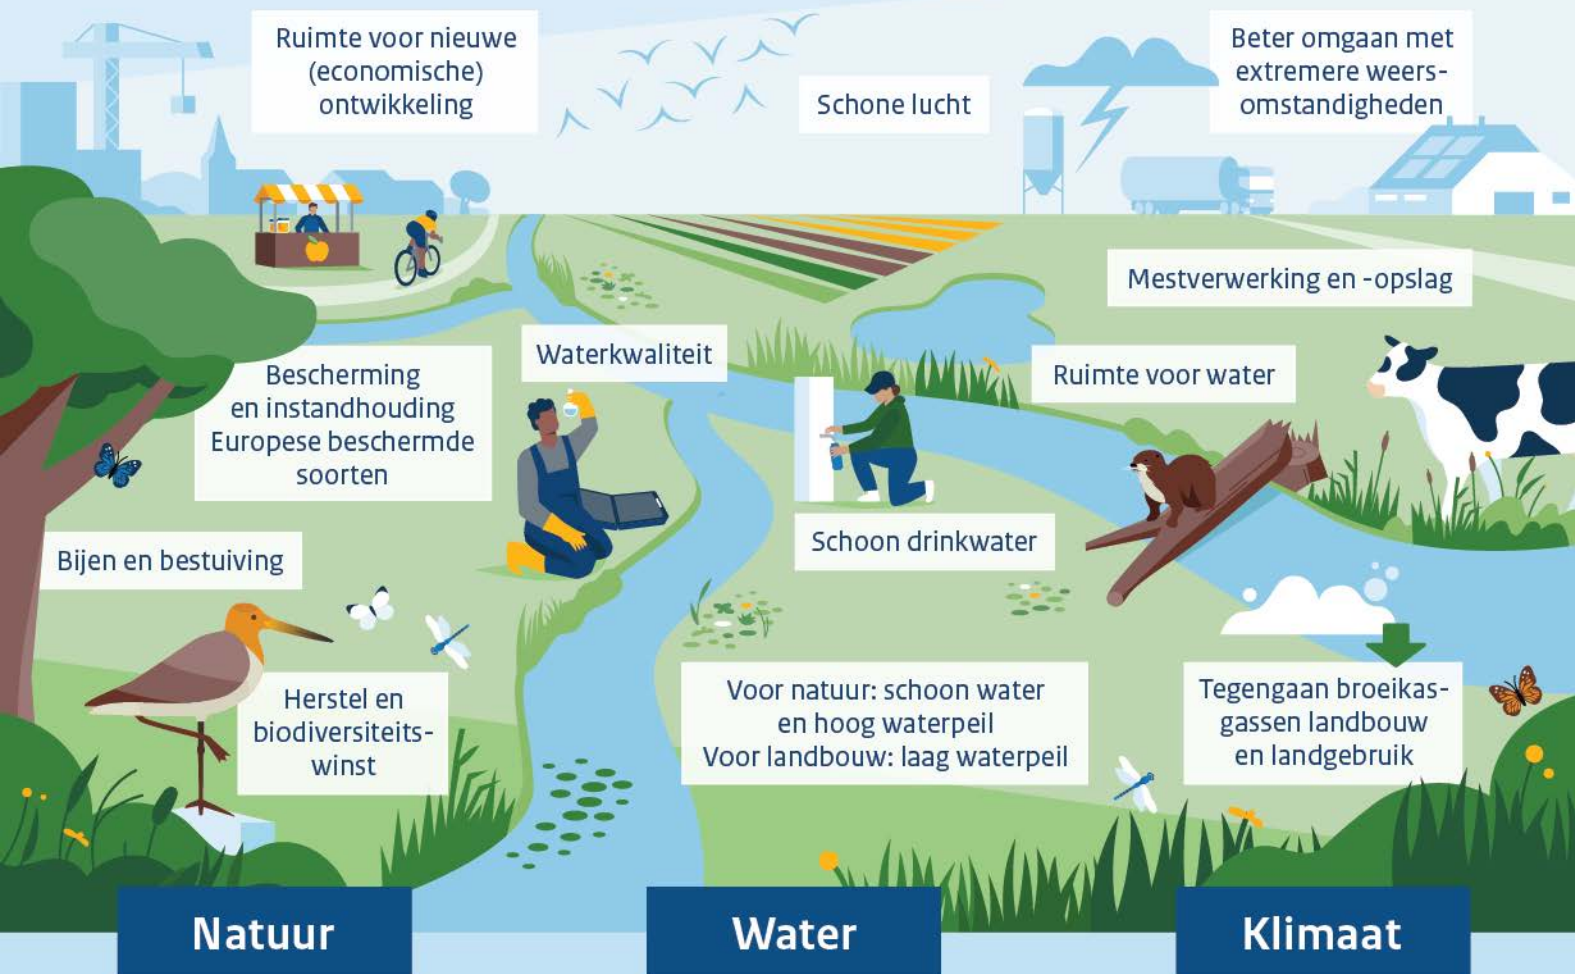 Ruimte voor nieuwe
(economische)
ontwikkeling
Schone lucht
Beter omgaan met
extremere weers-
omstandigheden
Mestverwerking en -opslag
Waterkwaliteit
Ruimte voor water
Bescherming
en instandhouding
Europese beschermde
soorten
Schoon drinkwater
Bijen en bestuiving
Herstel en
biodiversiteits-
winst
Voor natuur: schoon water
en hoog waterpeil
Voor landbouw: laag waterpeil
Tegengaan broeikas-
gassen landbouw
en landgebruik
Natuur
Water
Klimaat